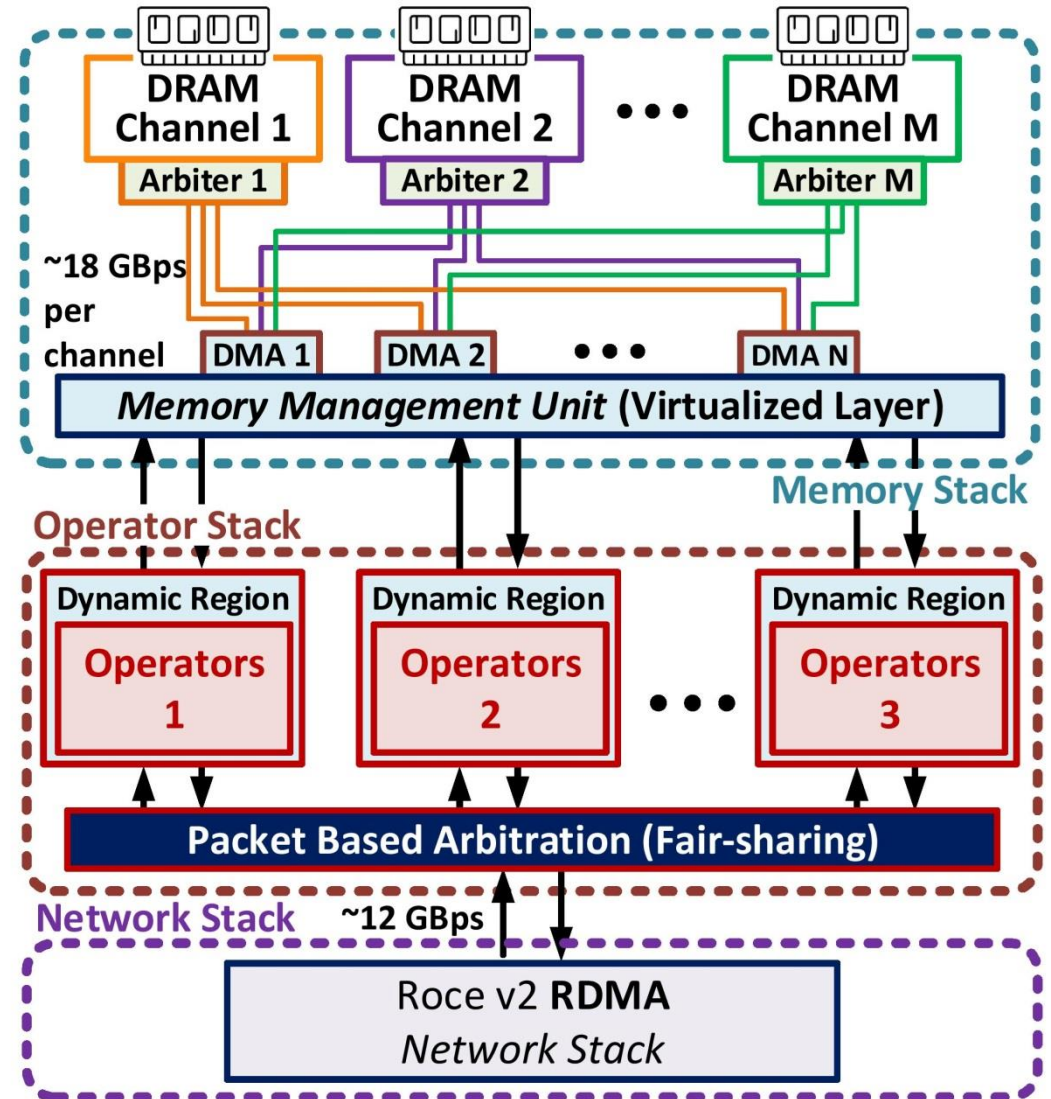 DRAM
Channel 1
DRAM
Channel 2
DRAM
Channel M
Arbiter 1
Arbiter 2
Arbiter M
~18 GBps
per
channel
DMA 1
DMA 2
DMA N
Memory Management Unit (Virtualized Layer)
Memory Stack
Operator Stack
Dynamic Region
Operators
1
Dynamic Region
Operators
2
Dynamic Region
Operators
3
Packet Based Arbitration (Fair-sharing)
Network Stack
~12 GBps
Roce v2 RDMA
Network Stack